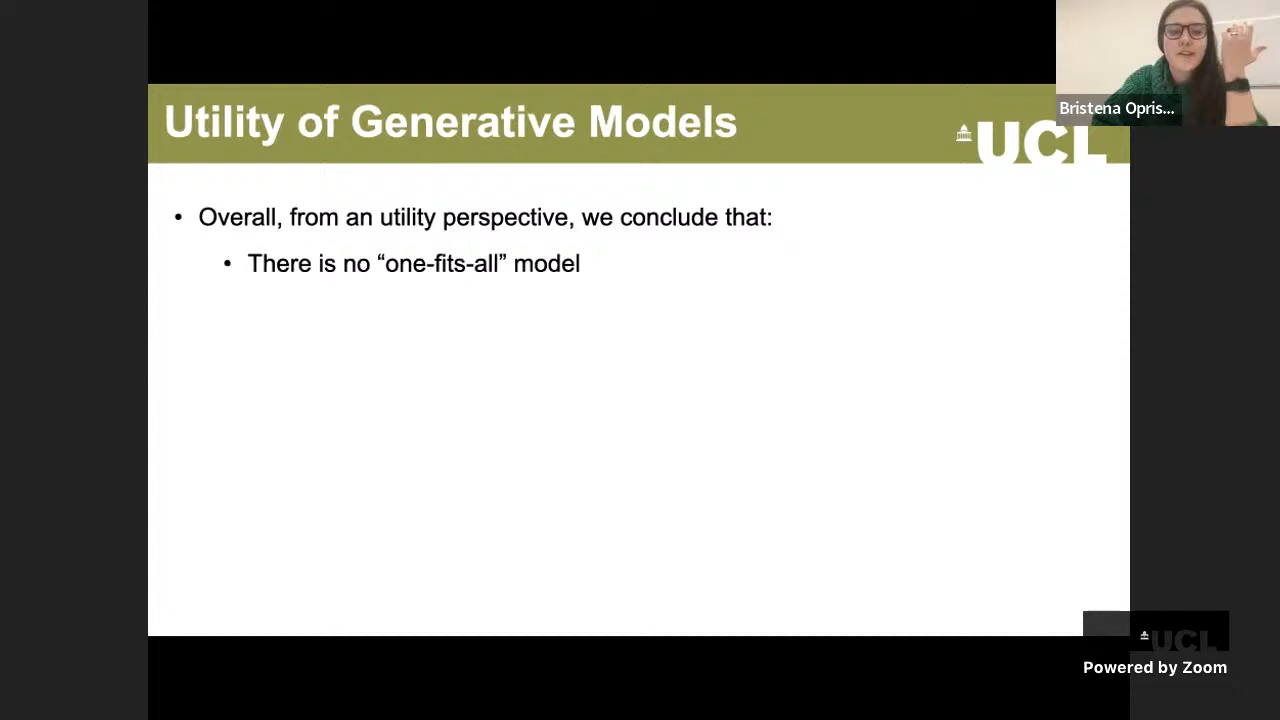 Utility of Generative Models
UCL
Bristena Opris...
• Overall, from an utility perspective, we conclude that:
• There is no “one-fits-all” model
UCL
Powered by Zoom